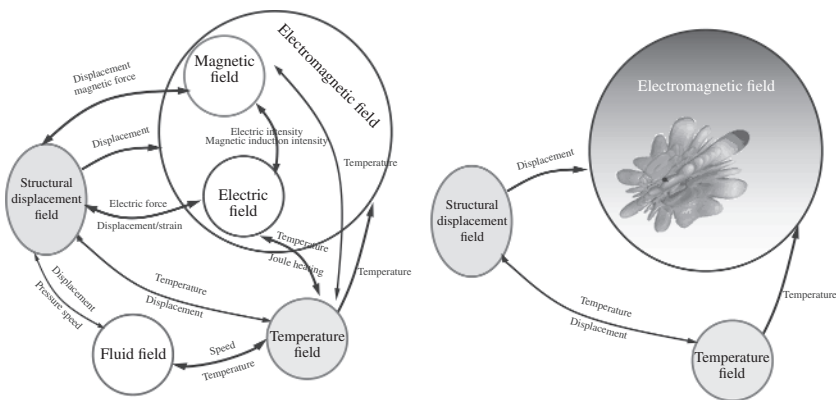 Magnetic
field
Electromagnetic field
Displacement
magnetic force
Displacement
Electric intensity
Magnetic induction intensity
Temperature
Structural
displacement
field
Electric force
Displacement/strain
Electric
field
Temperature
Joule heating
Temperature
Displacement
Pressure speed
Temperature
Displacement
Fluid field
Speed
Temperature
Temperature
field
Electromagnetic field
Displacement
Structural
displacement
field
Temperature
Displacement
Temperature
Temperature
field